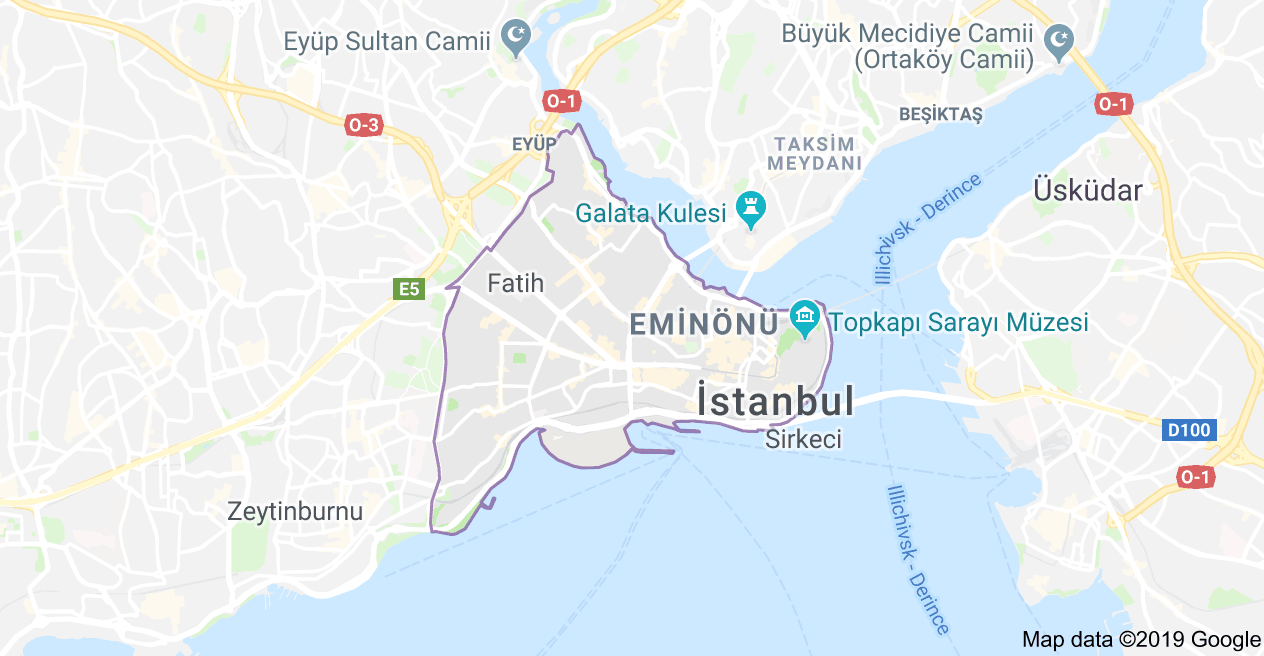 Eyüp Sultan Camii
Büyük Mecidiye Camii
(Ortaköy Camii)
O-1
O-1
O-3
BEŞİKTAŞ
EYÜP
TAKSİM
MEYDANI
Üsküdar
Galata Kulesi
Illichivsk - Derince
Fatih
E5
EMİNÖNÜ
Topkapı Sarayı Müzesi
İstanbul
Sirkeci
D100
O-1
Zeytinburnu
Illichivsk - Derince
Map data ©2019 Google